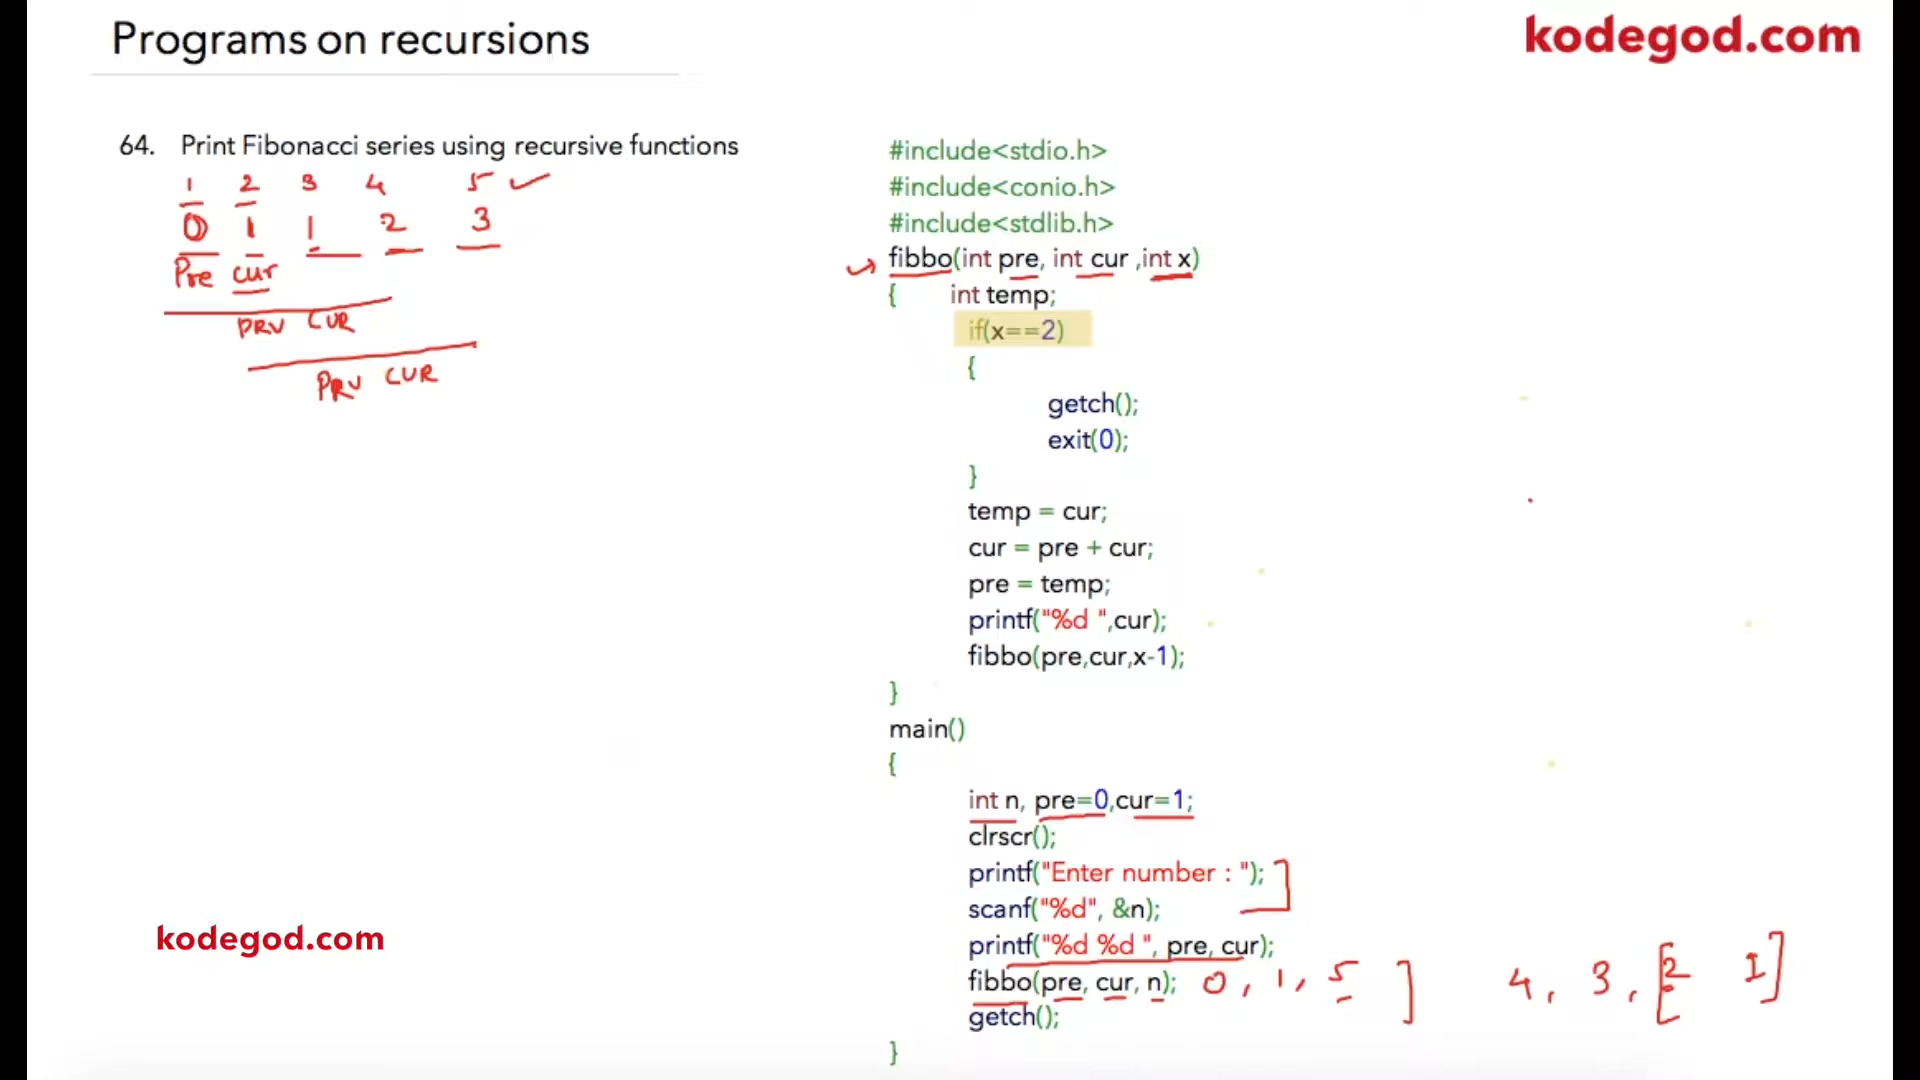 Programs on recursions
kodegod.com
64. Print Fibonacci series using recursive functions
1 2 3 4 5
0 1 1 2 3
Pre cur
PRV CUR
PRV CUR
#include<stdio.h>
#include<conio.h>
#include<stdlib.h>
fibbo(int pre, int cur ,int x)
{ int temp;
if(x==2)
{
getch();
exit(0);
}
temp = cur;
cur = pre + cur;
pre = temp;
printf("%d ",cur);
fibbo(pre,cur,x-1);
}
main()
{
int n, pre=0,cur=1;
clrscr();
printf("Enter number : ");
scanf("%d", &n);
printf("%d %d ", pre, cur);
fibbo(pre, cur, n); 0, 1, 5 ] 4, 3, [2 1]
getch();
}
kodegod.com